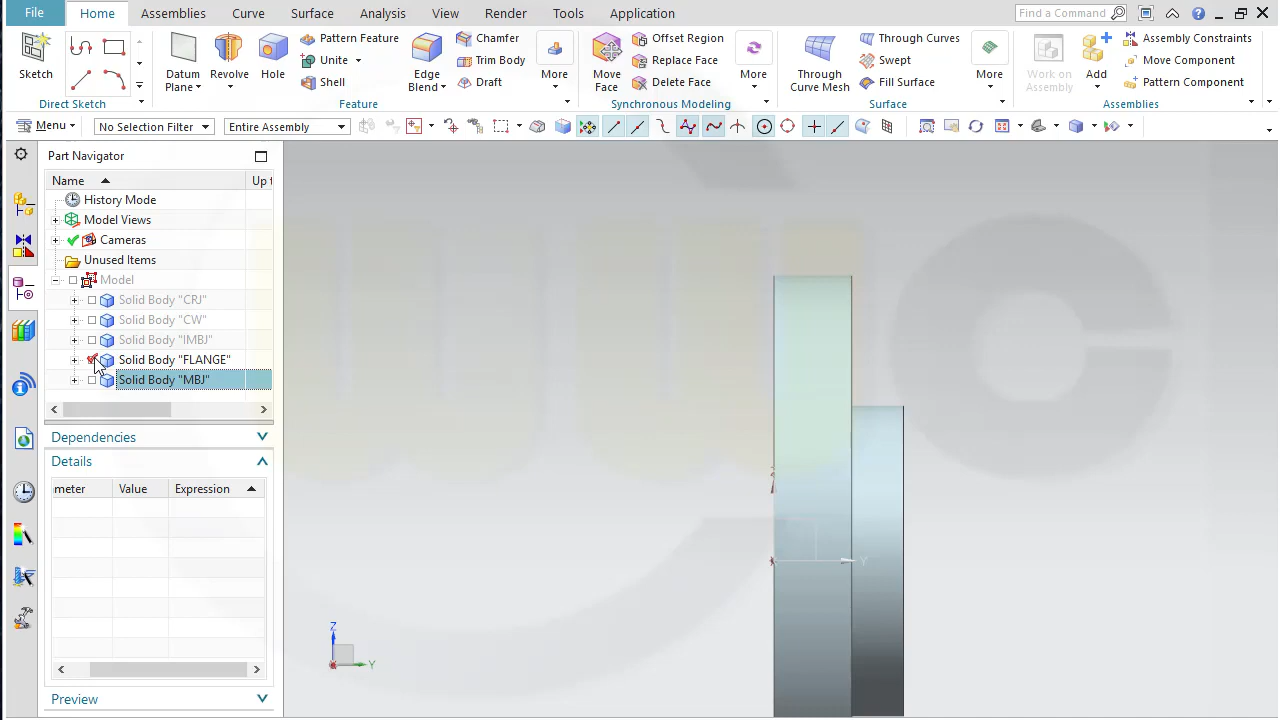 File
Home
Assemblies
Curve
Surface
Analysis
View
Render
Tools
Application
Find a Command
Sketch
Direct Sketch
Datum Plane
Revolve
Hole
Pattern Feature
Unite
Shell
Edge Blend
Chamfer
Trim Body
Draft
More
Feature
Move Face
Offset Region
Replace Face
Delete Face
More
Synchronous Modeling
Through Curve Mesh
Through Curves
Swept
Fill Surface
More
Surface
Work on Assembly
Add
Assembly Constraints
Move Component
Pattern Component
Assemblies
Menu
No Selection Filter
Entire Assembly
Part Navigator
Name
Up t
History Mode
Model Views
Cameras
Unused Items
Model
Solid Body "CRJ"
Solid Body "CW"
Solid Body "IMBJ"
Solid Body "FLANGE"
Solid Body "MBJ"
Dependencies
Details
meter
Value
Expression
Preview
Z
Y
Y